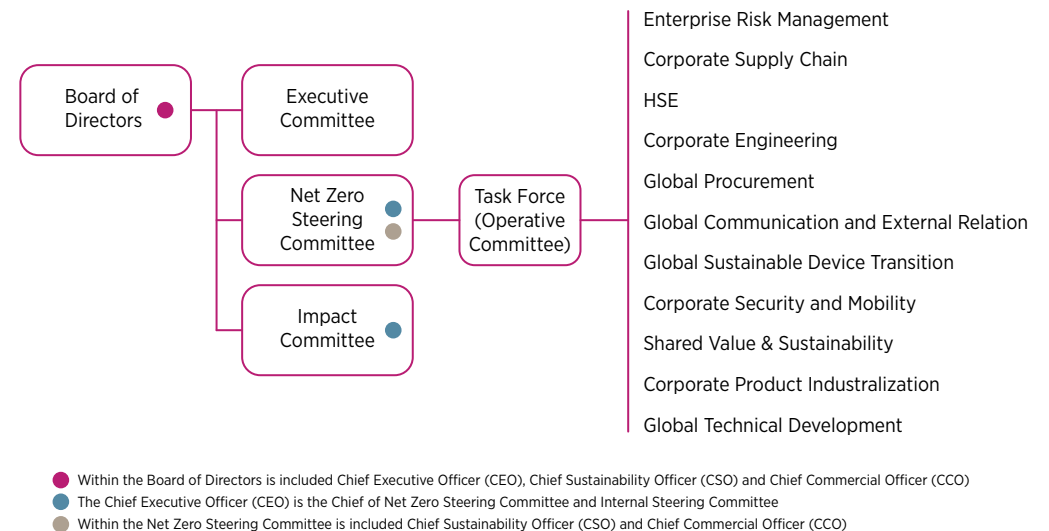 Board of
Directors
Executive
Committee
Net Zero
Steering
Committee
Impact
Committee
Task Force
(Operative
Committee)
Enterprise Risk Management
Corporate Supply Chain
HSE
Corporate Engineering
Global Procurement
Global Communication and External Relation
Global Sustainable Device Transition
Corporate Security and Mobility
Shared Value & Sustainability
Corporate Product Industralization
Global Technical Development
Within the Board of Directors is included Chief Executive Officer (CEO), Chief Sustainability Officer (CSO) and Chief Commercial Officer (CCO)
The Chief Executive Officer (CEO) is the Chief of Net Zero Steering Committee and Internal Steering Committee
Within the Net Zero Steering Committee is included Chief Sustainability Officer (CSO) and Chief Commercial Officer (CCO)